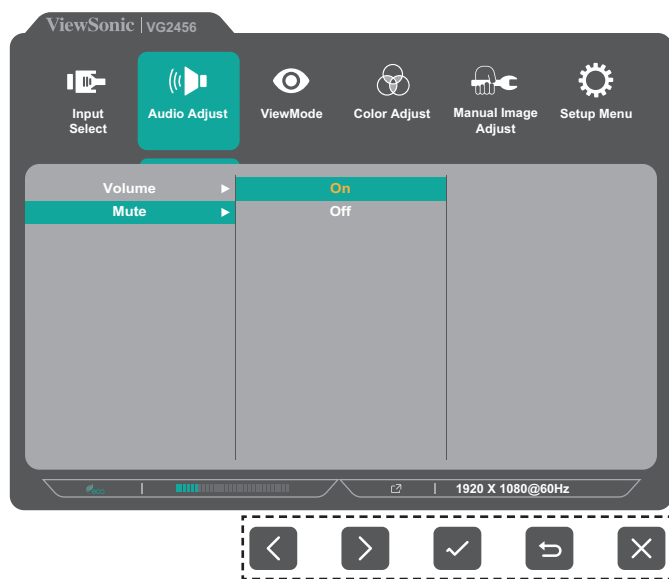 ViewSonic | VG2456
Input
Select
Audio Adjust
ViewMode
Color Adjust
Manual Image
Adjust
Setup Menu
Volume
On
Mute
Off
eco
1920 X 1080@60Hz